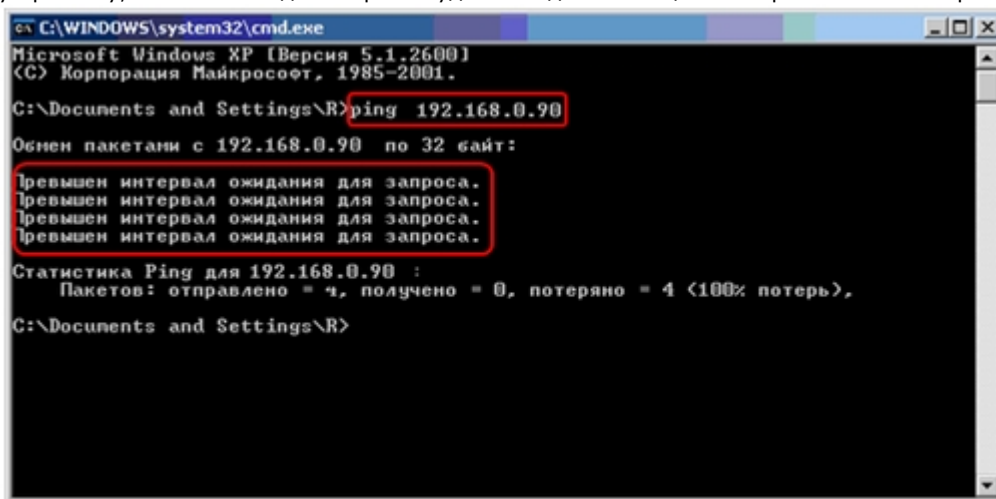 C:\WINDOWS\system32\cmd.exe
Microsoft Windows XP [Версия 5.1.2600]
(C) Корпорация Майкрософт, 1985-2001.
C:\Documents and Settings\R>ping 192.168.0.90
Обмен пакетами с 192.168.0.90 по 32 байт:
Превышен интервал ожидания для запроса.
Превышен интервал ожидания для запроса.
Превышен интервал ожидания для запроса.
Превышен интервал ожидания для запроса.
Статистика Ping для 192.168.0.90 :
Пакетов: отправлено = 4, получено = 0, потеряно = 4 (100% потерь),
C:\Documents and Settings\R>